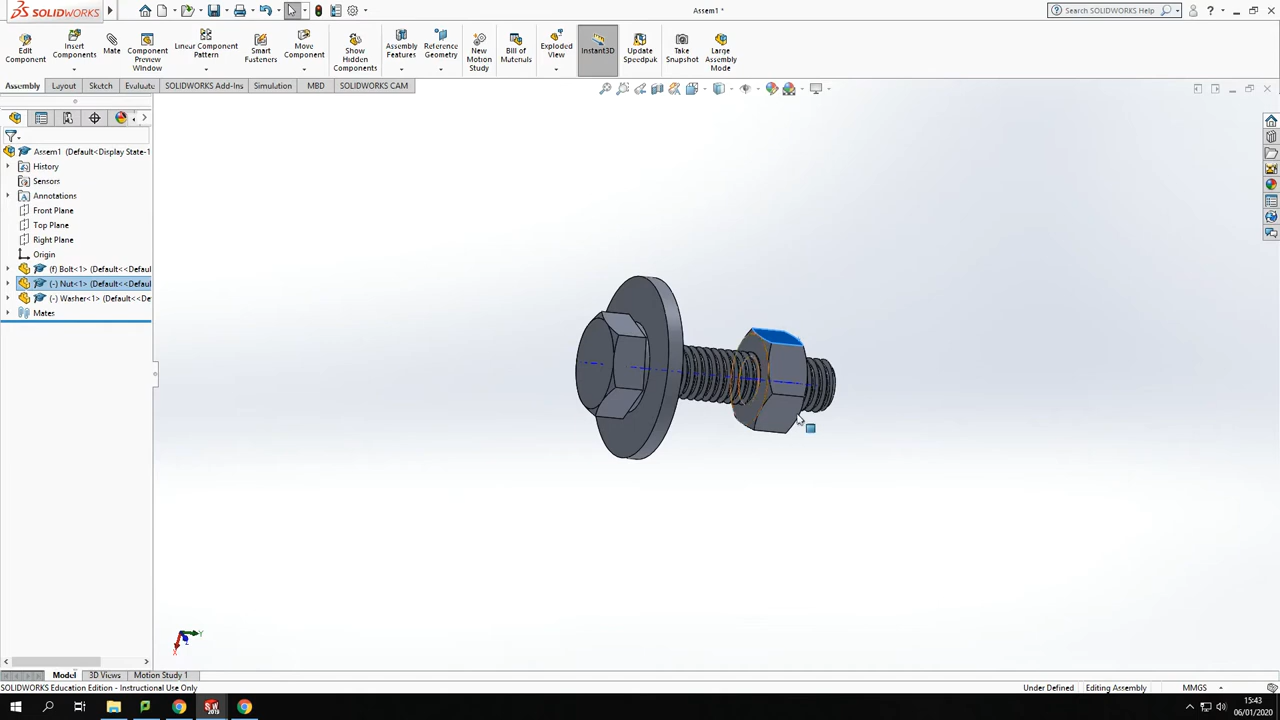 SOLIDWORKS
Assem1 *
Search SOLIDWORKS Help
Edit Component
Insert Components
Mate
Component Preview Window
Linear Component Pattern
Smart Fasteners
Move Component
Show Hidden Components
Assembly Features
Reference Geometry
New Motion Study
Bill of Materials
Exploded View
Instant3D
Update Speedpak
Take Snapshot
Large Assembly Mode
Assembly
Layout
Sketch
Evaluate
SOLIDWORKS Add-Ins
Simulation
MBD
SOLIDWORKS CAM
Assem1 (Default<Display State-1
History
Sensors
Annotations
Front Plane
Top Plane
Right Plane
Origin
(f) Bolt<1> (Default<<Defaul
(-) Nut<1> (Default<<Defaul
(-) Washer<1> (Default<<De
Mates
Y
X
Z
Model
3D Views
Motion Study 1
SOLIDWORKS Education Edition - Instructional Use Only
Under Defined
Editing Assembly
MMGS
15:43
06/01/2020